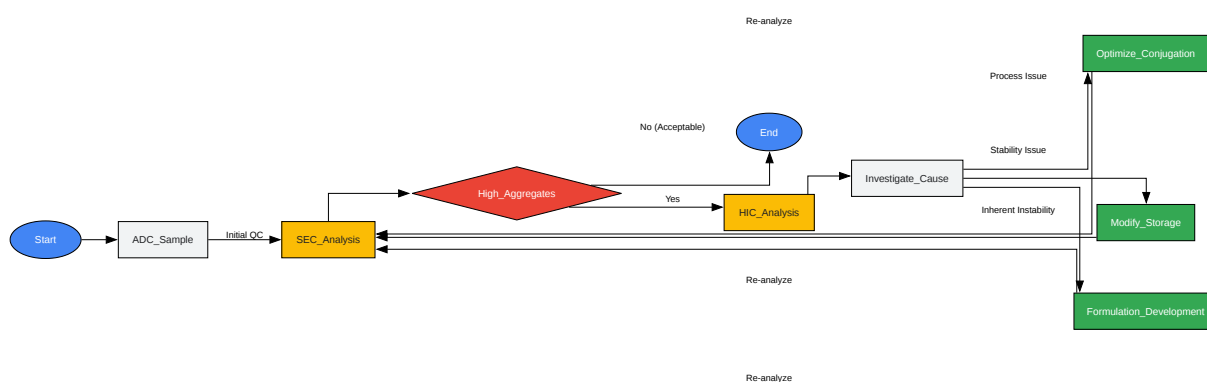 Re-analyze
Optimize_Conjugation
Process Issue
No (Acceptable)
End
Stability Issue
Investigate_Cause
High_Aggregates
Yes
HIC_Analysis
Inherent Instability
Modify_Storage
Start
ADC_Sample
Initial QC
SEC_Analysis
Re-analyze
Formulation_Development
Re-analyze